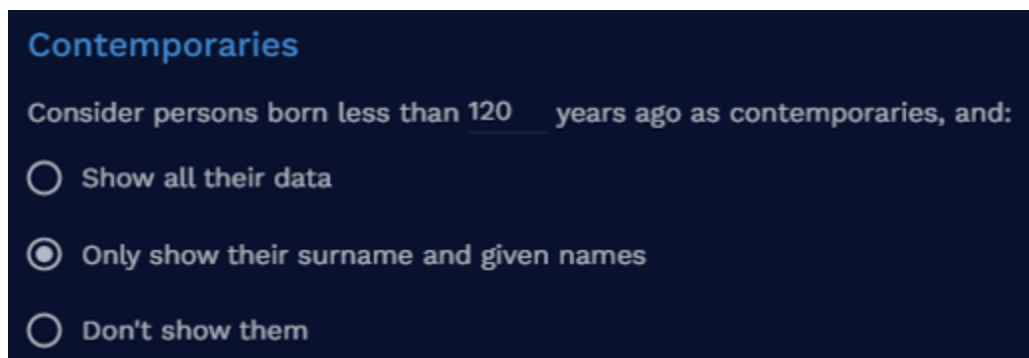 Contemporaries
Consider persons born less than 120 years ago as contemporaries, and:
Show all their data
Only show their surname and given names
Don't show them